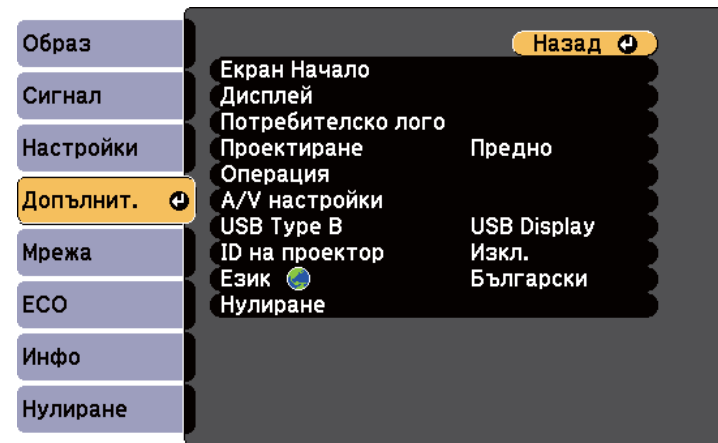 Образ
Сигнал
Настройки
Допълнит.
Мрежа
ECO
Инфо
Нулиране
Назад
Екран Начало
Дисплей
Потребителско лого
Проектиране Предно
Операция
A/V настройки
USB Type B USB Display
ID на проектор Изкл.
Език Български
Нулиране